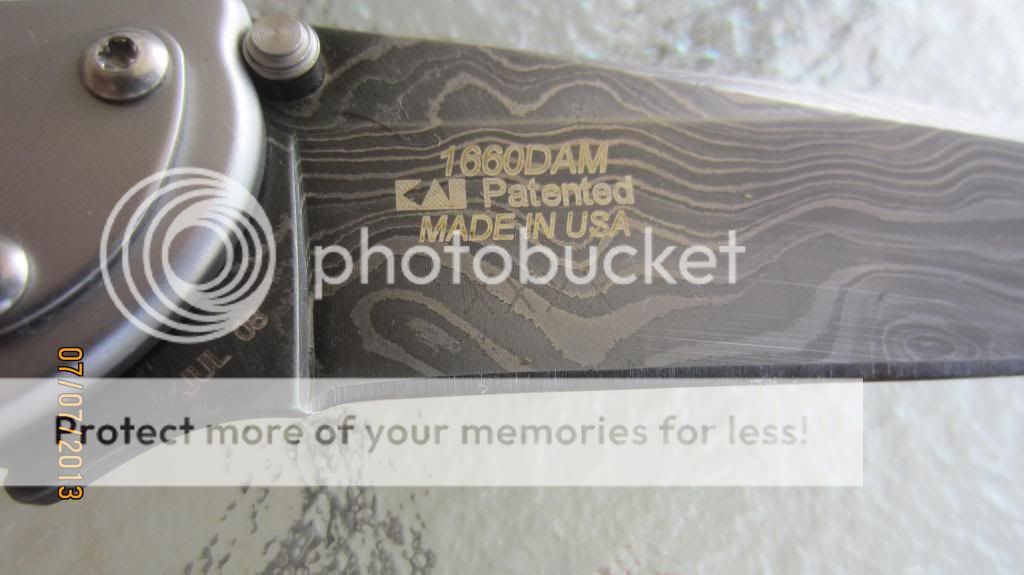 1660DAM
KAI Patented
MADE IN USA
photobucket
JUL 08
Protect more of your memories for less!
07/07/2013